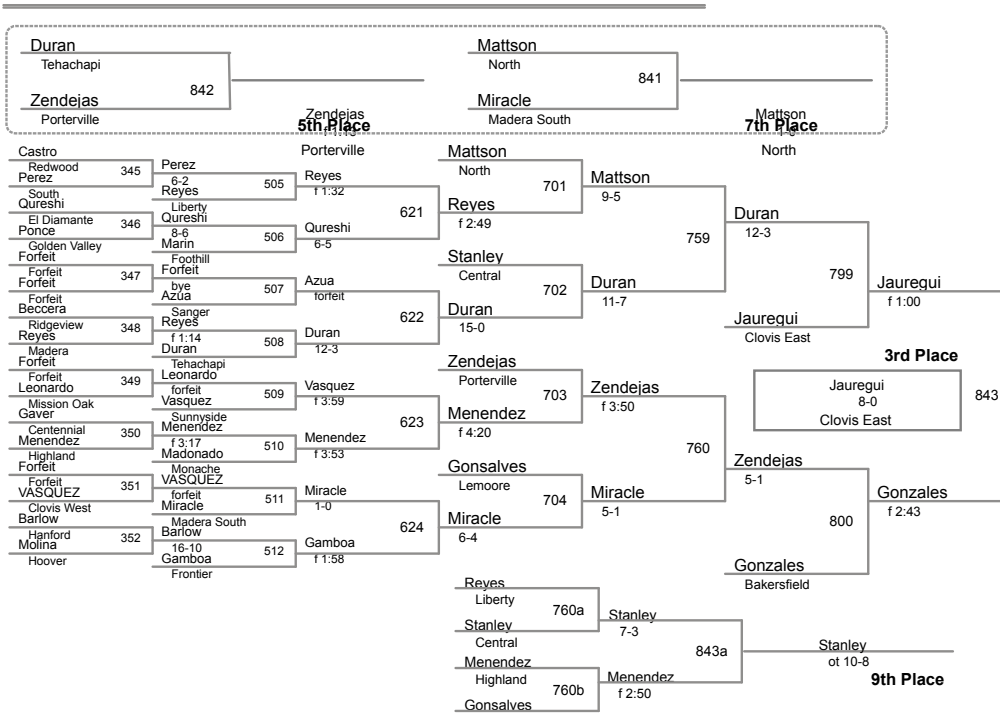 Duran
Tehachapi
842
Zendejas
Porterville
Zendejas
5th Place
Porterville
Mattson
North
841
Miracle
Madera South
Mattson
7th Place
North
Castro
Redwood
345
Perez
South
Qureshi
El Diamante
346
Ponce
Golden Valley
Forfeit
Forfeit
347
Forfeit
Forfeit
Beccera
Ridgeview
348
Reyes
Madera
Forfeit
Forfeit
349
Leonardo
Mission Oak
Gaver
Centennial
350
Menendez
Highland
Forfeit
Forfeit
351
VASQUEZ
Clovis West
Barlow
Hanford
352
Molina
Hoover
Perez
6-2
505
Reyes
Liberty
Qureshi
8-6
506
Marin
Foothill
Forfeit
bye
507
Azua
Sanger
Reyes
f 1:14
508
Duran
Tehachapi
Leonardo
forfeit
509
Vasquez
Sunnyside
Menendez
f 3:17
510
Madonado
Monache
VASQUEZ
forfeit
511
Miracle
Madera South
Barlow
16-10
512
Gamboa
Frontier
Reyes
f 1:32
621
Qureshi
6-5
Azua
forfeit
622
Duran
12-3
Vasquez
f 3:59
623
Menendez
f 3:53
Miracle
1-0
624
Gamboa
f 1:58
Mattson
North
701
Reyes
f 2:49
Stanley
Central
702
Duran
15-0
Zendejas
Porterville
703
Menendez
f 4:20
Gonsalves
Lemoore
704
Miracle
6-4
Mattson
9-5
759
Duran
11-7
Zendejas
f 3:50
760
Miracle
5-1
Duran
12-3
799
Jauregui
Clovis East
Zendejas
5-1
800
Gonzales
Bakersfield
Jauregui
f 1:00
3rd Place
Jauregui
8-0
843
Clovis East
Gonzales
f 2:43
Reyes
Liberty
760a
Stanley
Central
Menendez
Highland
760b
Gonsalves
Stanley
7-3
843a
Menendez
f 2:50
Stanley
ot 10-8
9th Place